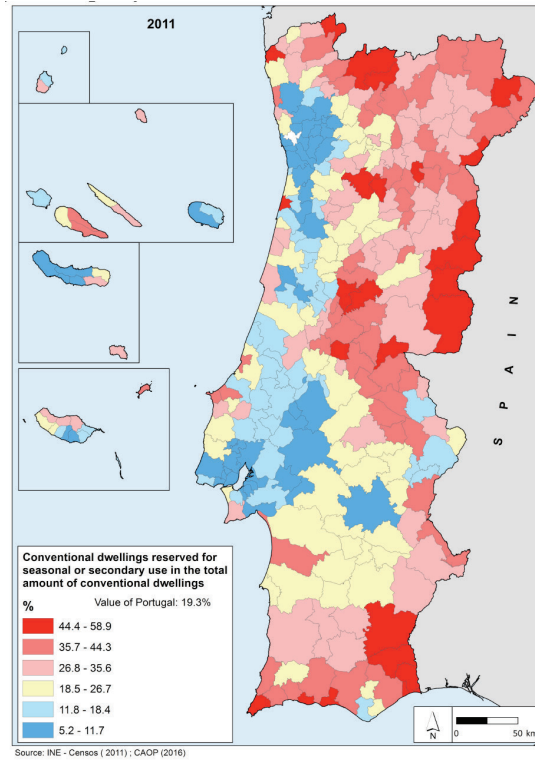 2011
SPAIN
Conventional dwellings reserved for
seasonal or secondary use in the total
amount of conventional dwellings
% Value of Portugal: 19.3%
44.4 - 58.9
35.7 - 44.3
26.8 - 35.6
18.5 - 26.7
11.8 - 18.4
5.2 - 11.7
N
0 50 km
Source: INE - Censos ( 2011) ; CAOP (2016)